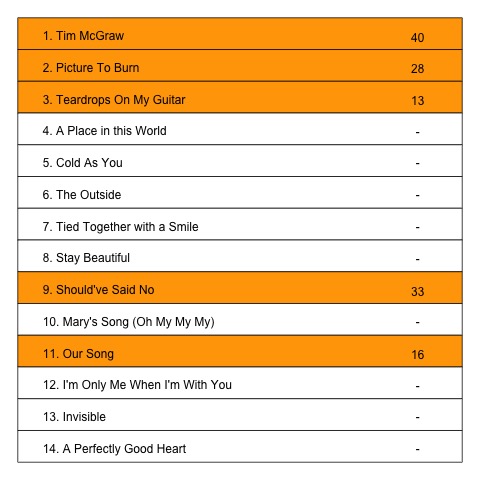 1. Tim McGraw 40
2. Picture To Burn 28
3. Teardrops On My Guitar 13
4. A Place in this World -
5. Cold As You -
6. The Outside -
7. Tied Together with a Smile -
8. Stay Beautiful -
9. Should've Said No 33
10. Mary's Song (Oh My My My) -
11. Our Song 16
12. I'm Only Me When I'm With You -
13. Invisible -
14. A Perfectly Good Heart -